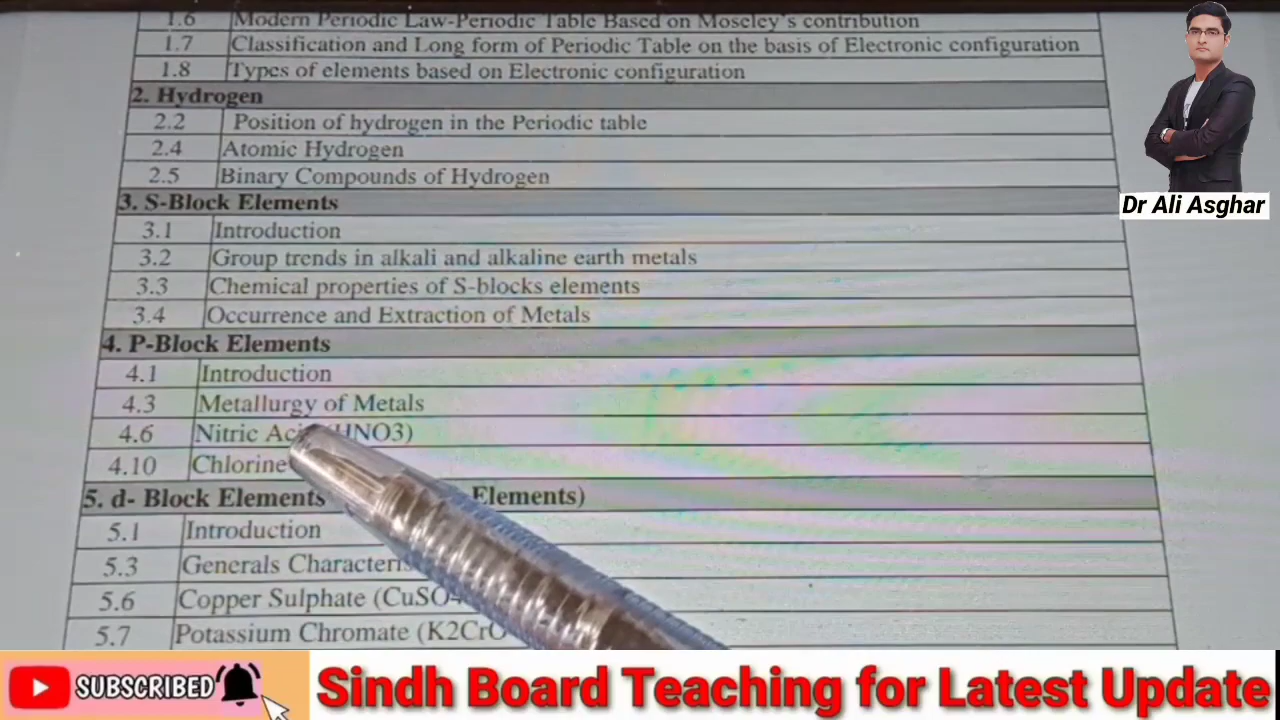 1.6 Modern Periodic Law-Periodic Table Based on Moseley's contribution
1.7 Classification and Long form of Periodic Table on the basis of Electronic configuration
1.8 Types of elements based on Electronic configuration
2. Hydrogen
2.2 Position of hydrogen in the Periodic table
2.4 Atomic Hydrogen
2.5 Binary Compounds of Hydrogen
3. S-Block Elements
3.1 Introduction
3.2 Group trends in alkali and alkaline earth metals
3.3 Chemical properties of S-blocks elements
3.4 Occurrence and Extraction of Metals
4. P-Block Elements
4.1 Introduction
4.3 Metallurgy of Metals
4.6 Nitric (HNO3)
4.10 Chlorine
5. d- Block Elements Elements)
5.1 Introduction
5.3 Generals
5.6 Copper Sulphate
5.7 Potassium Chromate
Dr Ali Asghar
SUBSCRIBED
Sindh Board Teaching for Latest Update